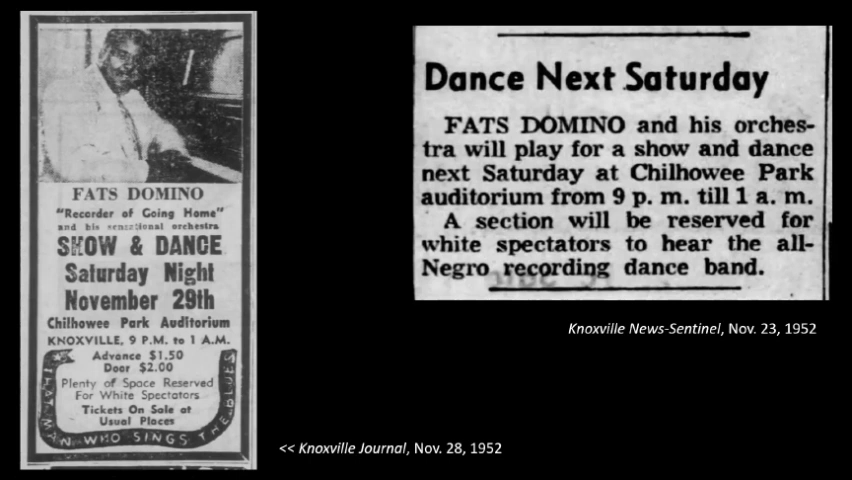 FATS DOMINO
"Recorder of Going Home"
and his sensational orchestra
SHOW & DANCE
Saturday Night
November 29th
Chilhowee Park Auditorium
KNOXVILLE, 9 P.M. to 1 A.M.
Advance $1.50
Door $2.00
Plenty of Space Reserved
For White Spectators
Tickets On Sale at
Usual Places
THAT MAN WHO SINGS THE BLUES
<< Knoxville Journal, Nov. 28, 1952
Dance Next Saturday
FATS DOMINO and his orches-
tra will play for a show and dance
next Saturday at Chilhowee Park
auditorium from 9 p. m. till 1 a. m.
A section will be reserved for
white spectators to hear the all-
Negro recording dance band.
Knoxville News-Sentinel, Nov. 23, 1952